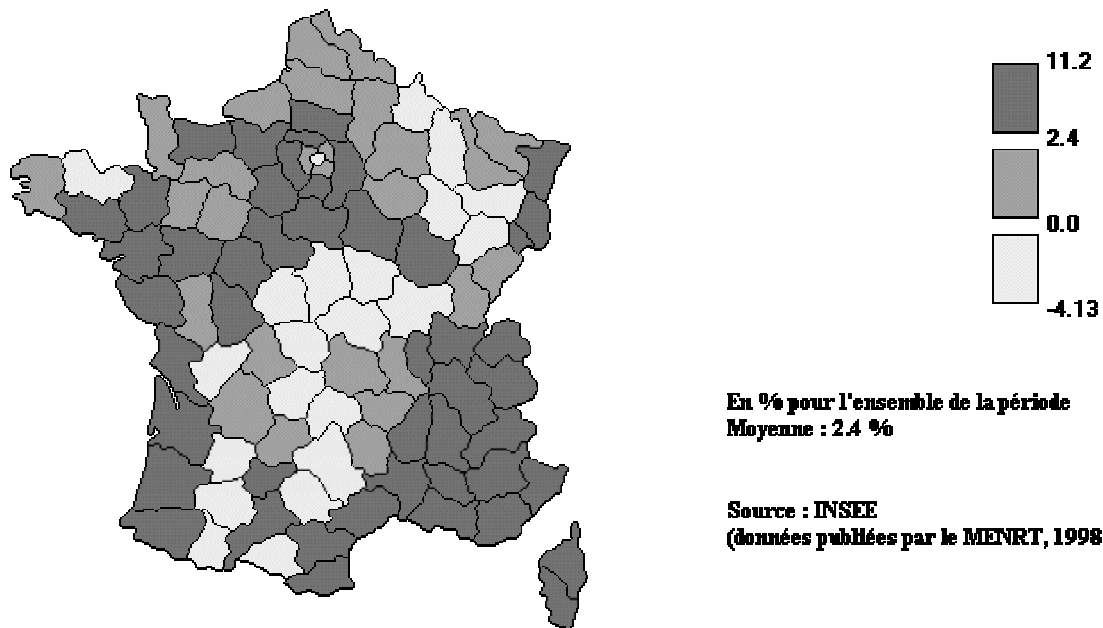 11.2
2.4
0.0
-4.13
En % pour l'ensemble de la période
Moyenne : 2.4 %
Source : INSEE
(données publiées par le MENRT, 1998